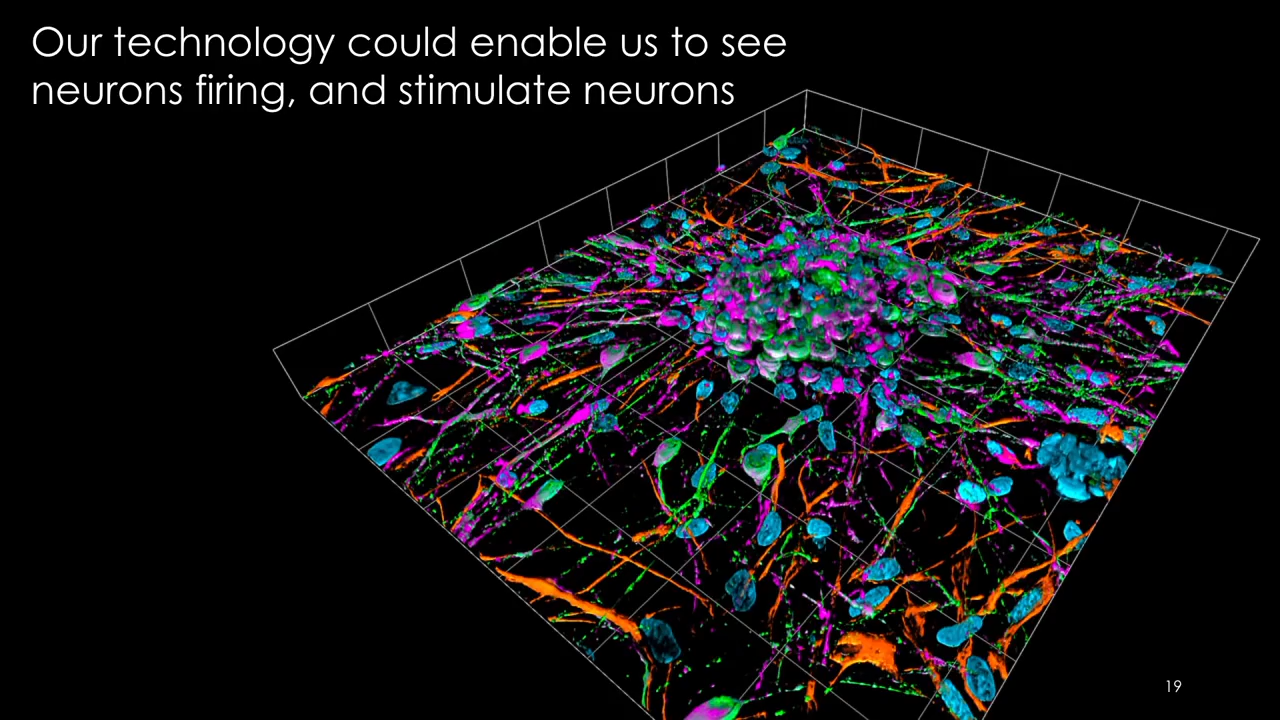 Our technology could enable us to see
neurons firing, and stimulate neurons
19